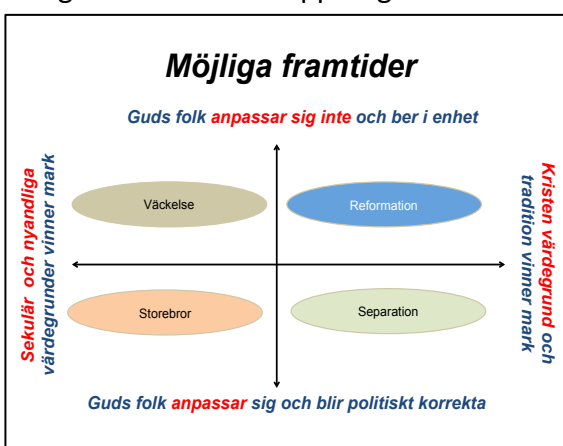 Möjliga framtider
Guds folk anpassar sig inte och ber i enhet
Sekulär och nyandliga
värdegrunder vinner mark
Väckelse
Reformation
Kristen värdegrund och
tradition vinner mark
Storebror
Separation
Guds folk anpassar sig och blir politiskt korrekta